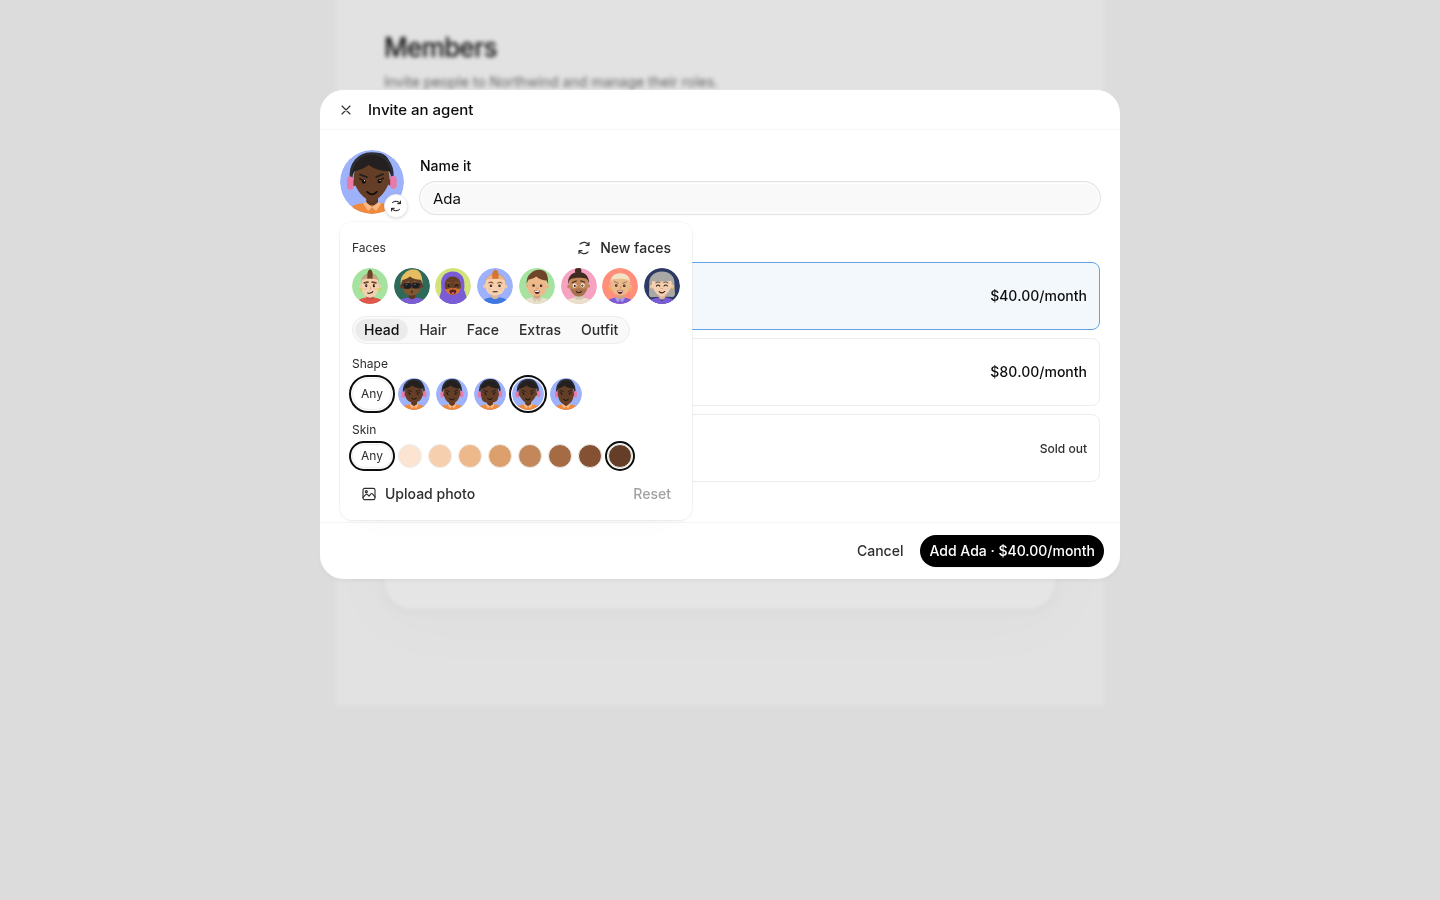 Members
Invite people to Northwind and manage their roles.
Invite an agent
Name it
Ada
Faces
New faces
Head Hair Face Extras Outfit
Shape
Any
Skin
Any
Upload photo
Reset
$40.00/month
$80.00/month
Sold out
Cancel
Add Ada · $40.00/month